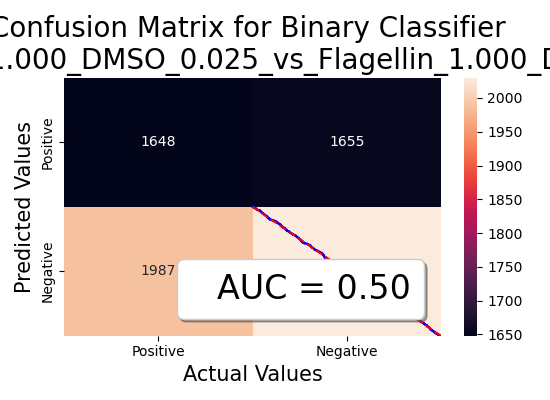 Confusion Matrix for Binary Classifier
1.000_DMSO_0.025_vs_Flagellin_1.000_D
Predicted Values
Positive
Negative
1648
1655
1987
AUC = 0.50
Positive
Negative
Actual Values
2000
1950
1900
1850
1800
1750
1700
1650